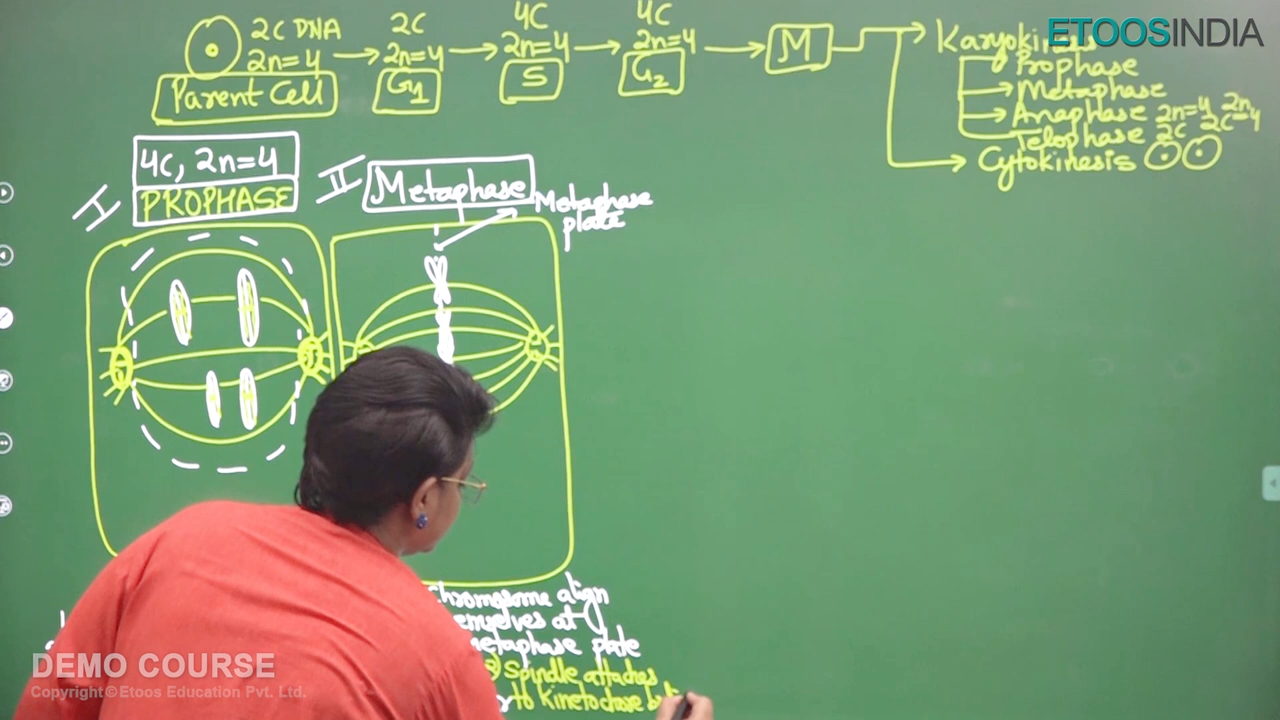 2C DNA
2n=4
Parent Cell
2C
2n=4
G1
4C
2n=4
S
4C
2n=4
G2
M
Karyokinesis
Prophase
Metaphase
Anaphase 2n=4 2n=4
Telophase 2C 2C
Cytokinesis
ETOOSINDIA
I
4C, 2n=4
PROPHASE
II
Metaphase
Metaphase
plate
chromosome align
at
metaphase plate
Spindle attaches
to Kinetochore
DEMO COURSE
Copyright © Etoos Education Pvt. Ltd.